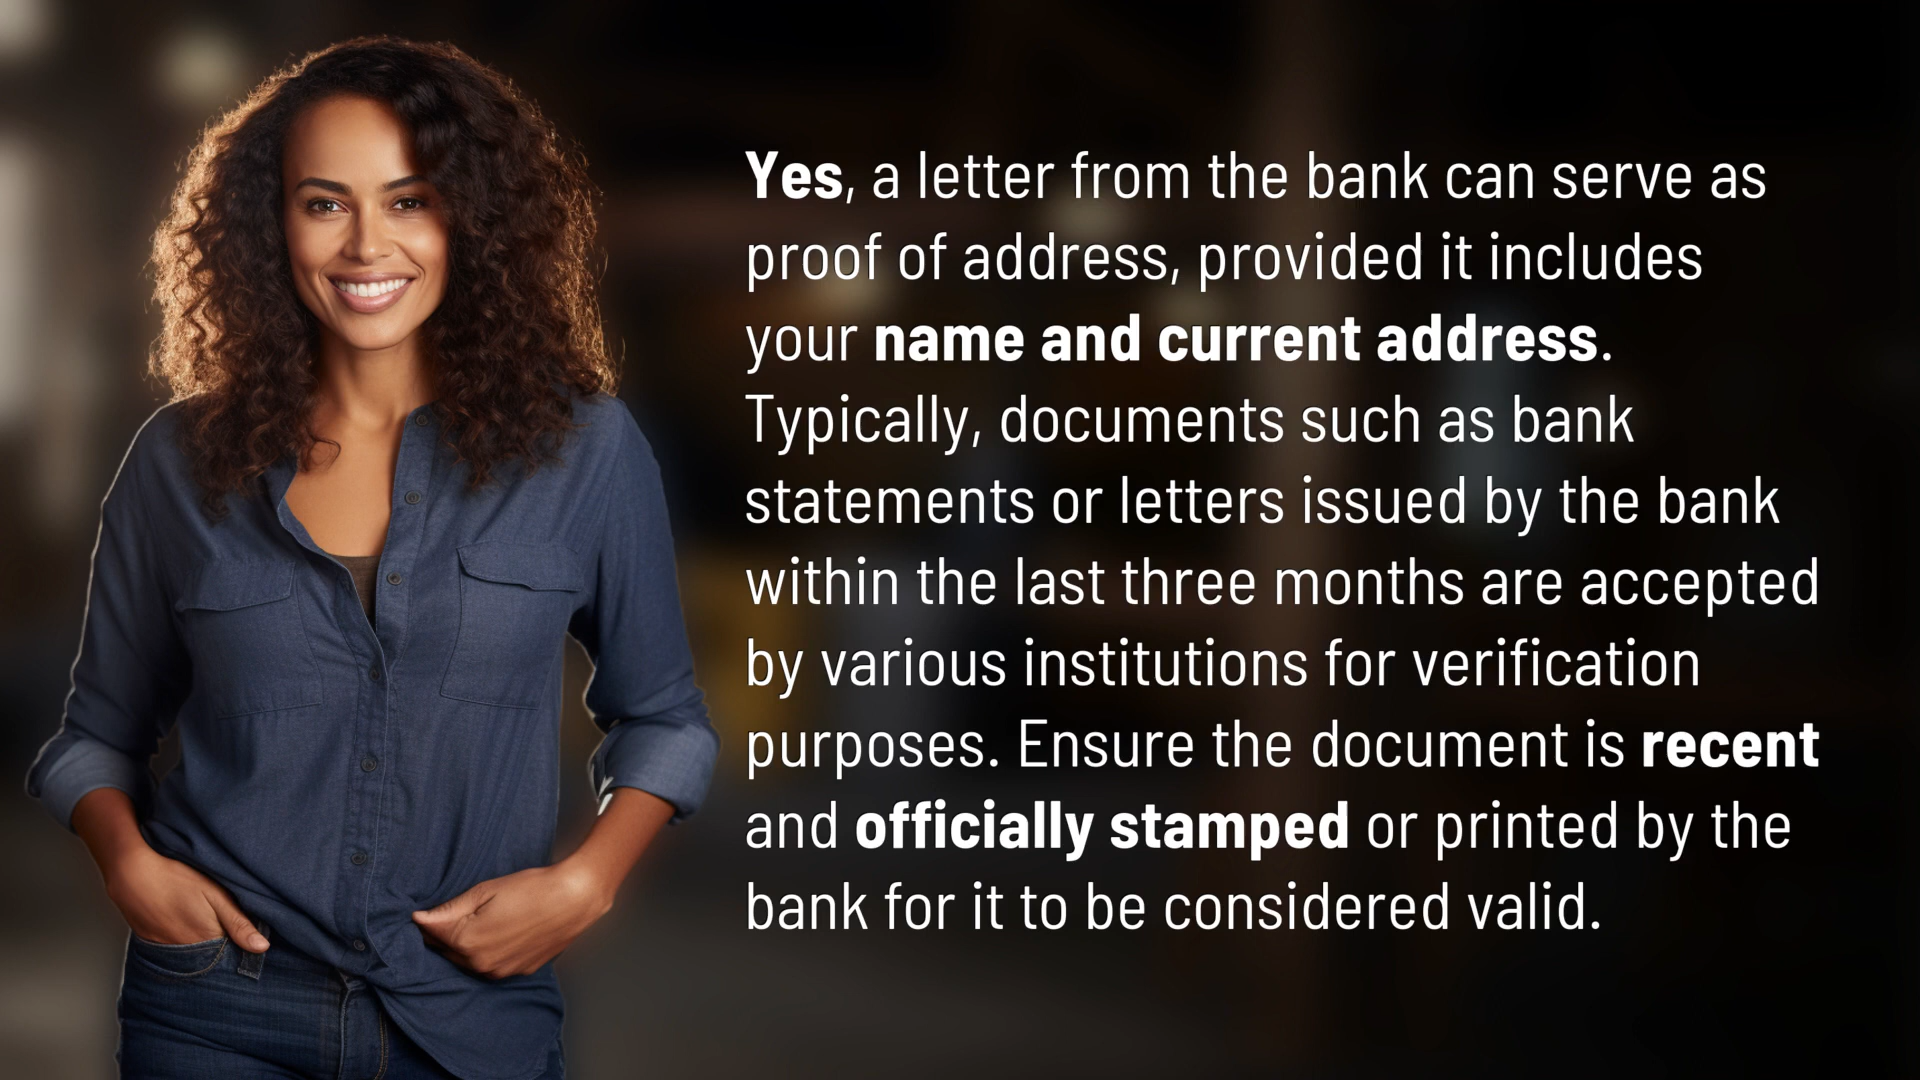 Yes, a letter from the bank can serve as
proof of address, provided it includes
your name and current address.
Typically, documents such as bank
statements or letters issued by the bank
within the last three months are accepted
by various institutions for verification
purposes. Ensure the document is recent
and officially stamped or printed by the
bank for it to be considered valid.